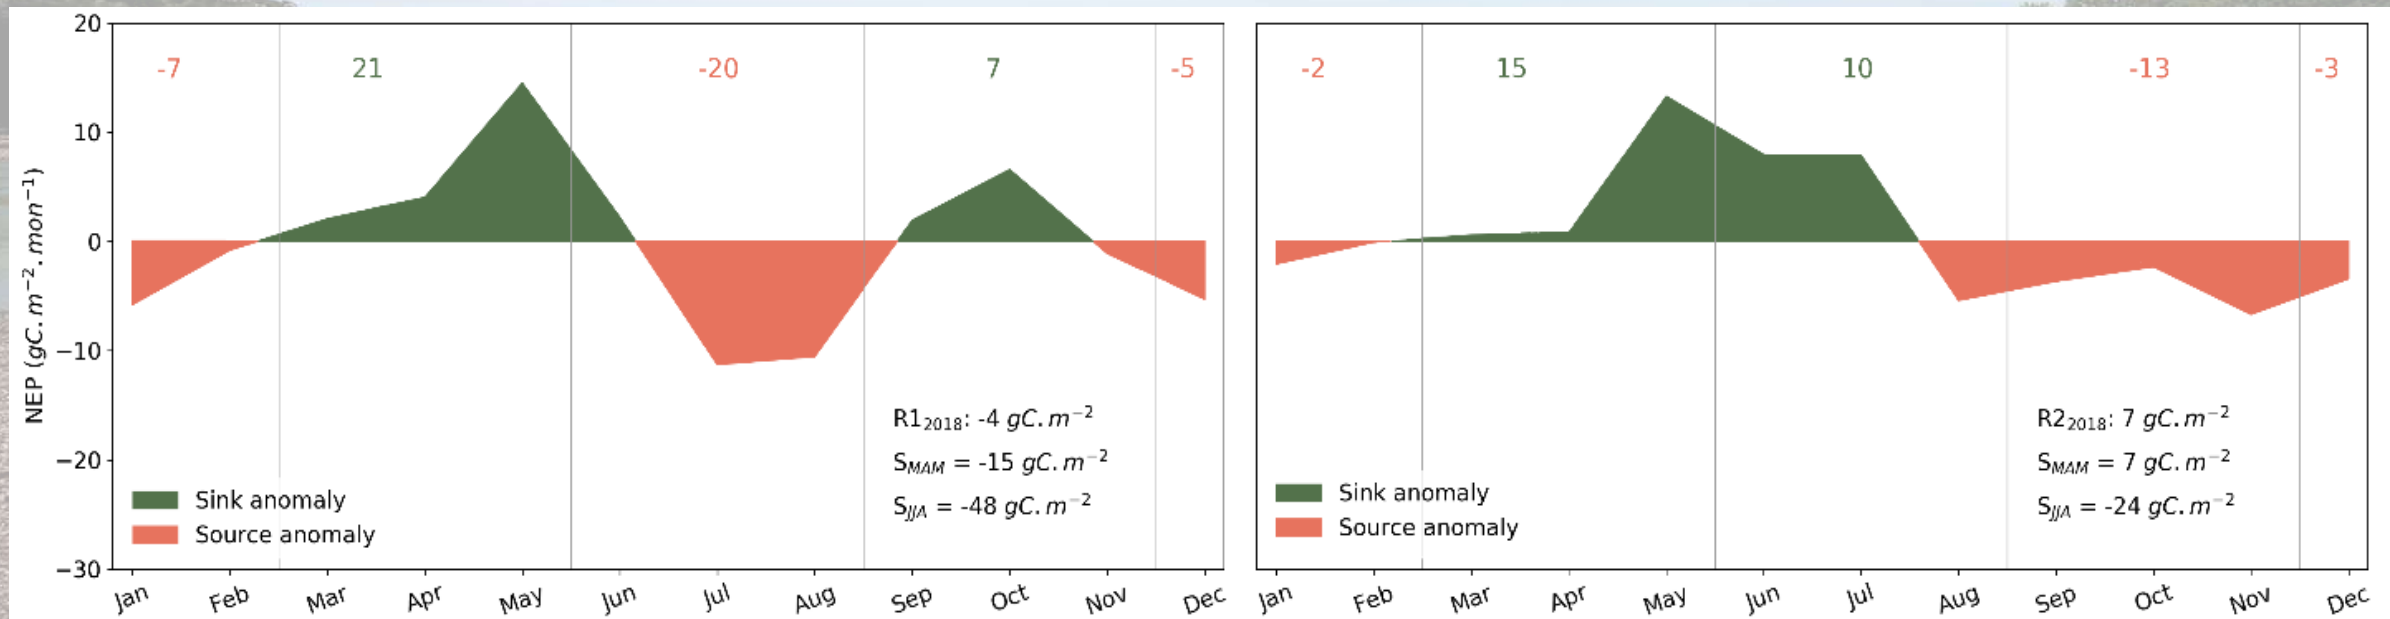 20
10
0
−10
−20
−30
NEP (gC.m⁻².mon⁻¹)
-7 21 -20 7 -5
R1₂₀₁₈: -4 gC.m⁻²
S_MAM = -15 gC.m⁻²
S_JJA = -48 gC.m⁻²
Sink anomaly
Source anomaly
Jan Feb Mar Apr May Jun Jul Aug Sep Oct Nov Dec
-2 15 10 -13 -3
R2₂₀₁₈: 7 gC.m⁻²
S_MAM = 7 gC.m⁻²
S_JJA = -24 gC.m⁻²
Sink anomaly
Source anomaly
Jan Feb Mar Apr May Jun Jul Aug Sep Oct Nov Dec